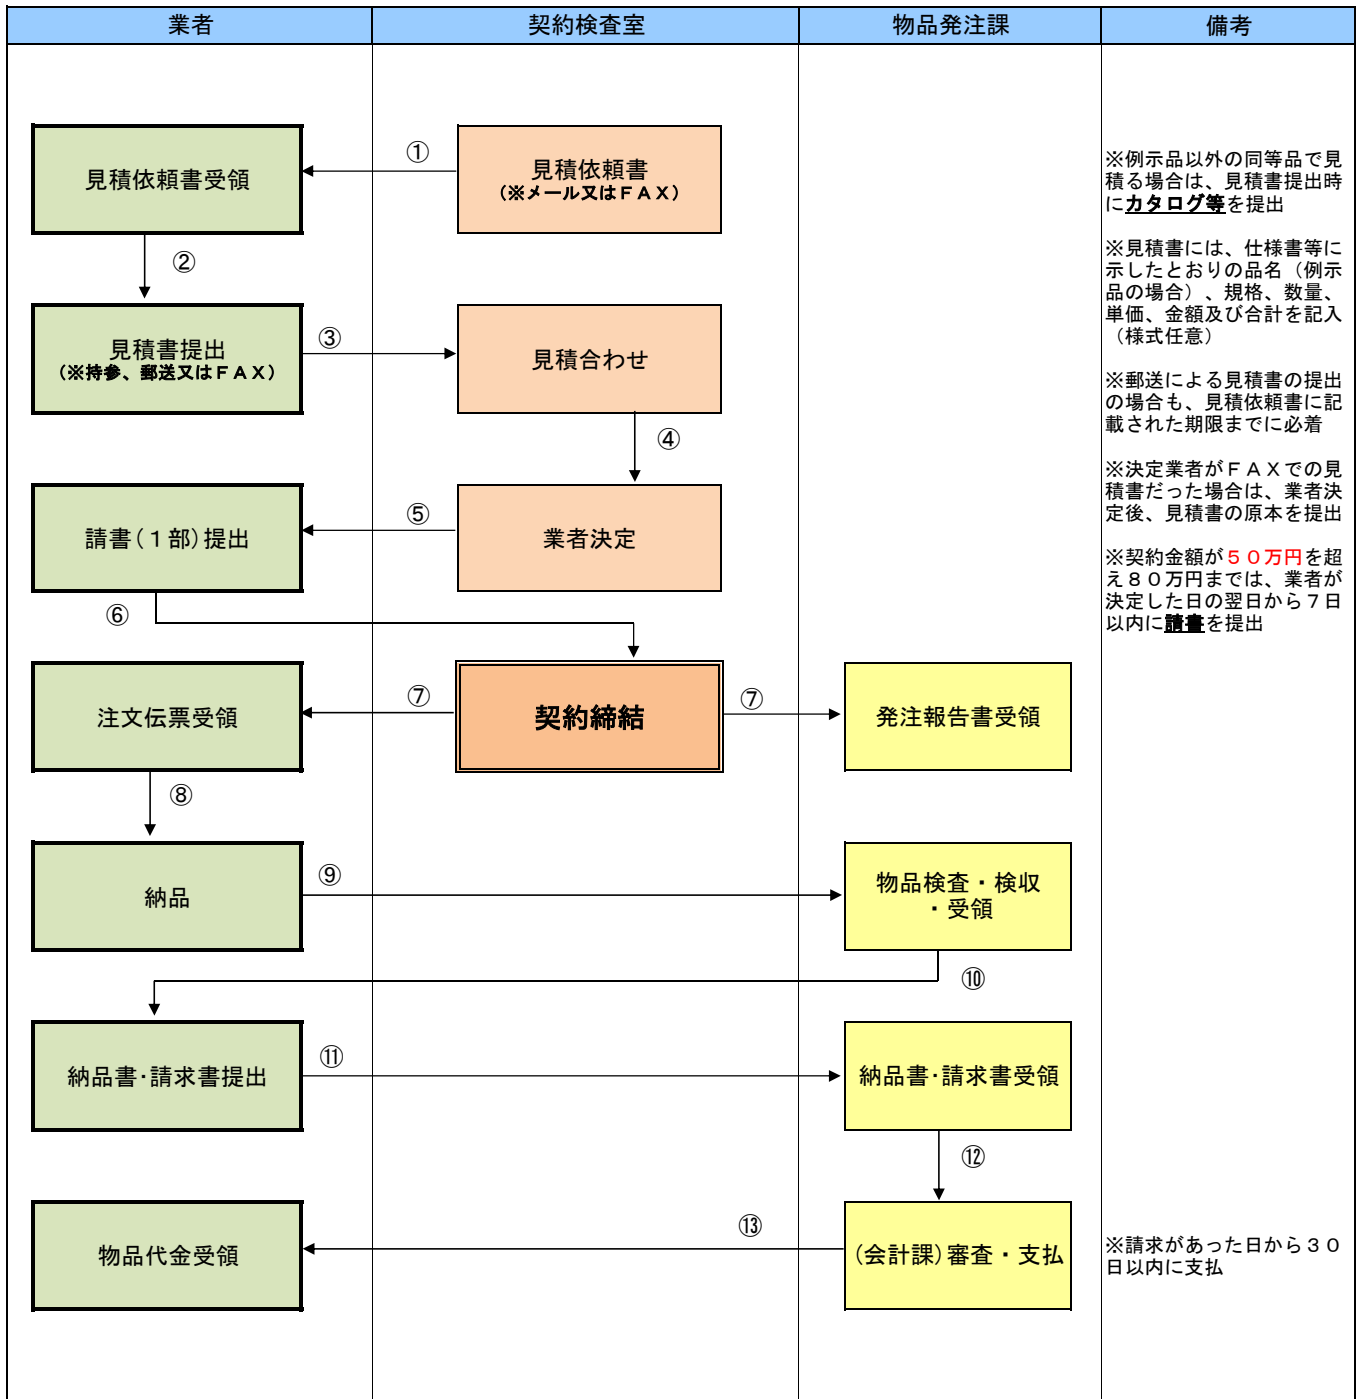 業者 契約検査室 物品発注課 備考
①
見積依頼書受領
見積依頼書
（※メール又はＦＡＸ）
②
見積書提出
（※持参、郵送又はＦＡＸ）
③
見積合わせ
④
請書（１部）提出
⑤
業者決定
⑥
注文伝票受領
⑦
契約締結
⑦
発注報告書受領
⑧
納品
⑨
物品検査・検収
・受領
⑩
納品書・請求書提出
⑪
納品書・請求書受領
⑫
物品代金受領
⑬
（会計課）審査・支払
※例示品以外の同等品で見
積る場合は、見積書提出時
にカタログ等を提出
※見積書には、仕様書等に
示したとおりの品名（例示
品の場合）、規格、数量、
単価、金額及び合計を記入
（様式任意）
※郵送による見積書の提出
の場合も、見積依頼書に記
載された期限までに必着
※決定業者がＦＡＸでの見
積書だった場合は、業者決
定後、見積書の原本を提出
※契約金額が５０万円を超
え８０万円までは、業者が
決定した日の翌日から７日
以内に請書を提出
※請求があった日から３０
日以内に支払